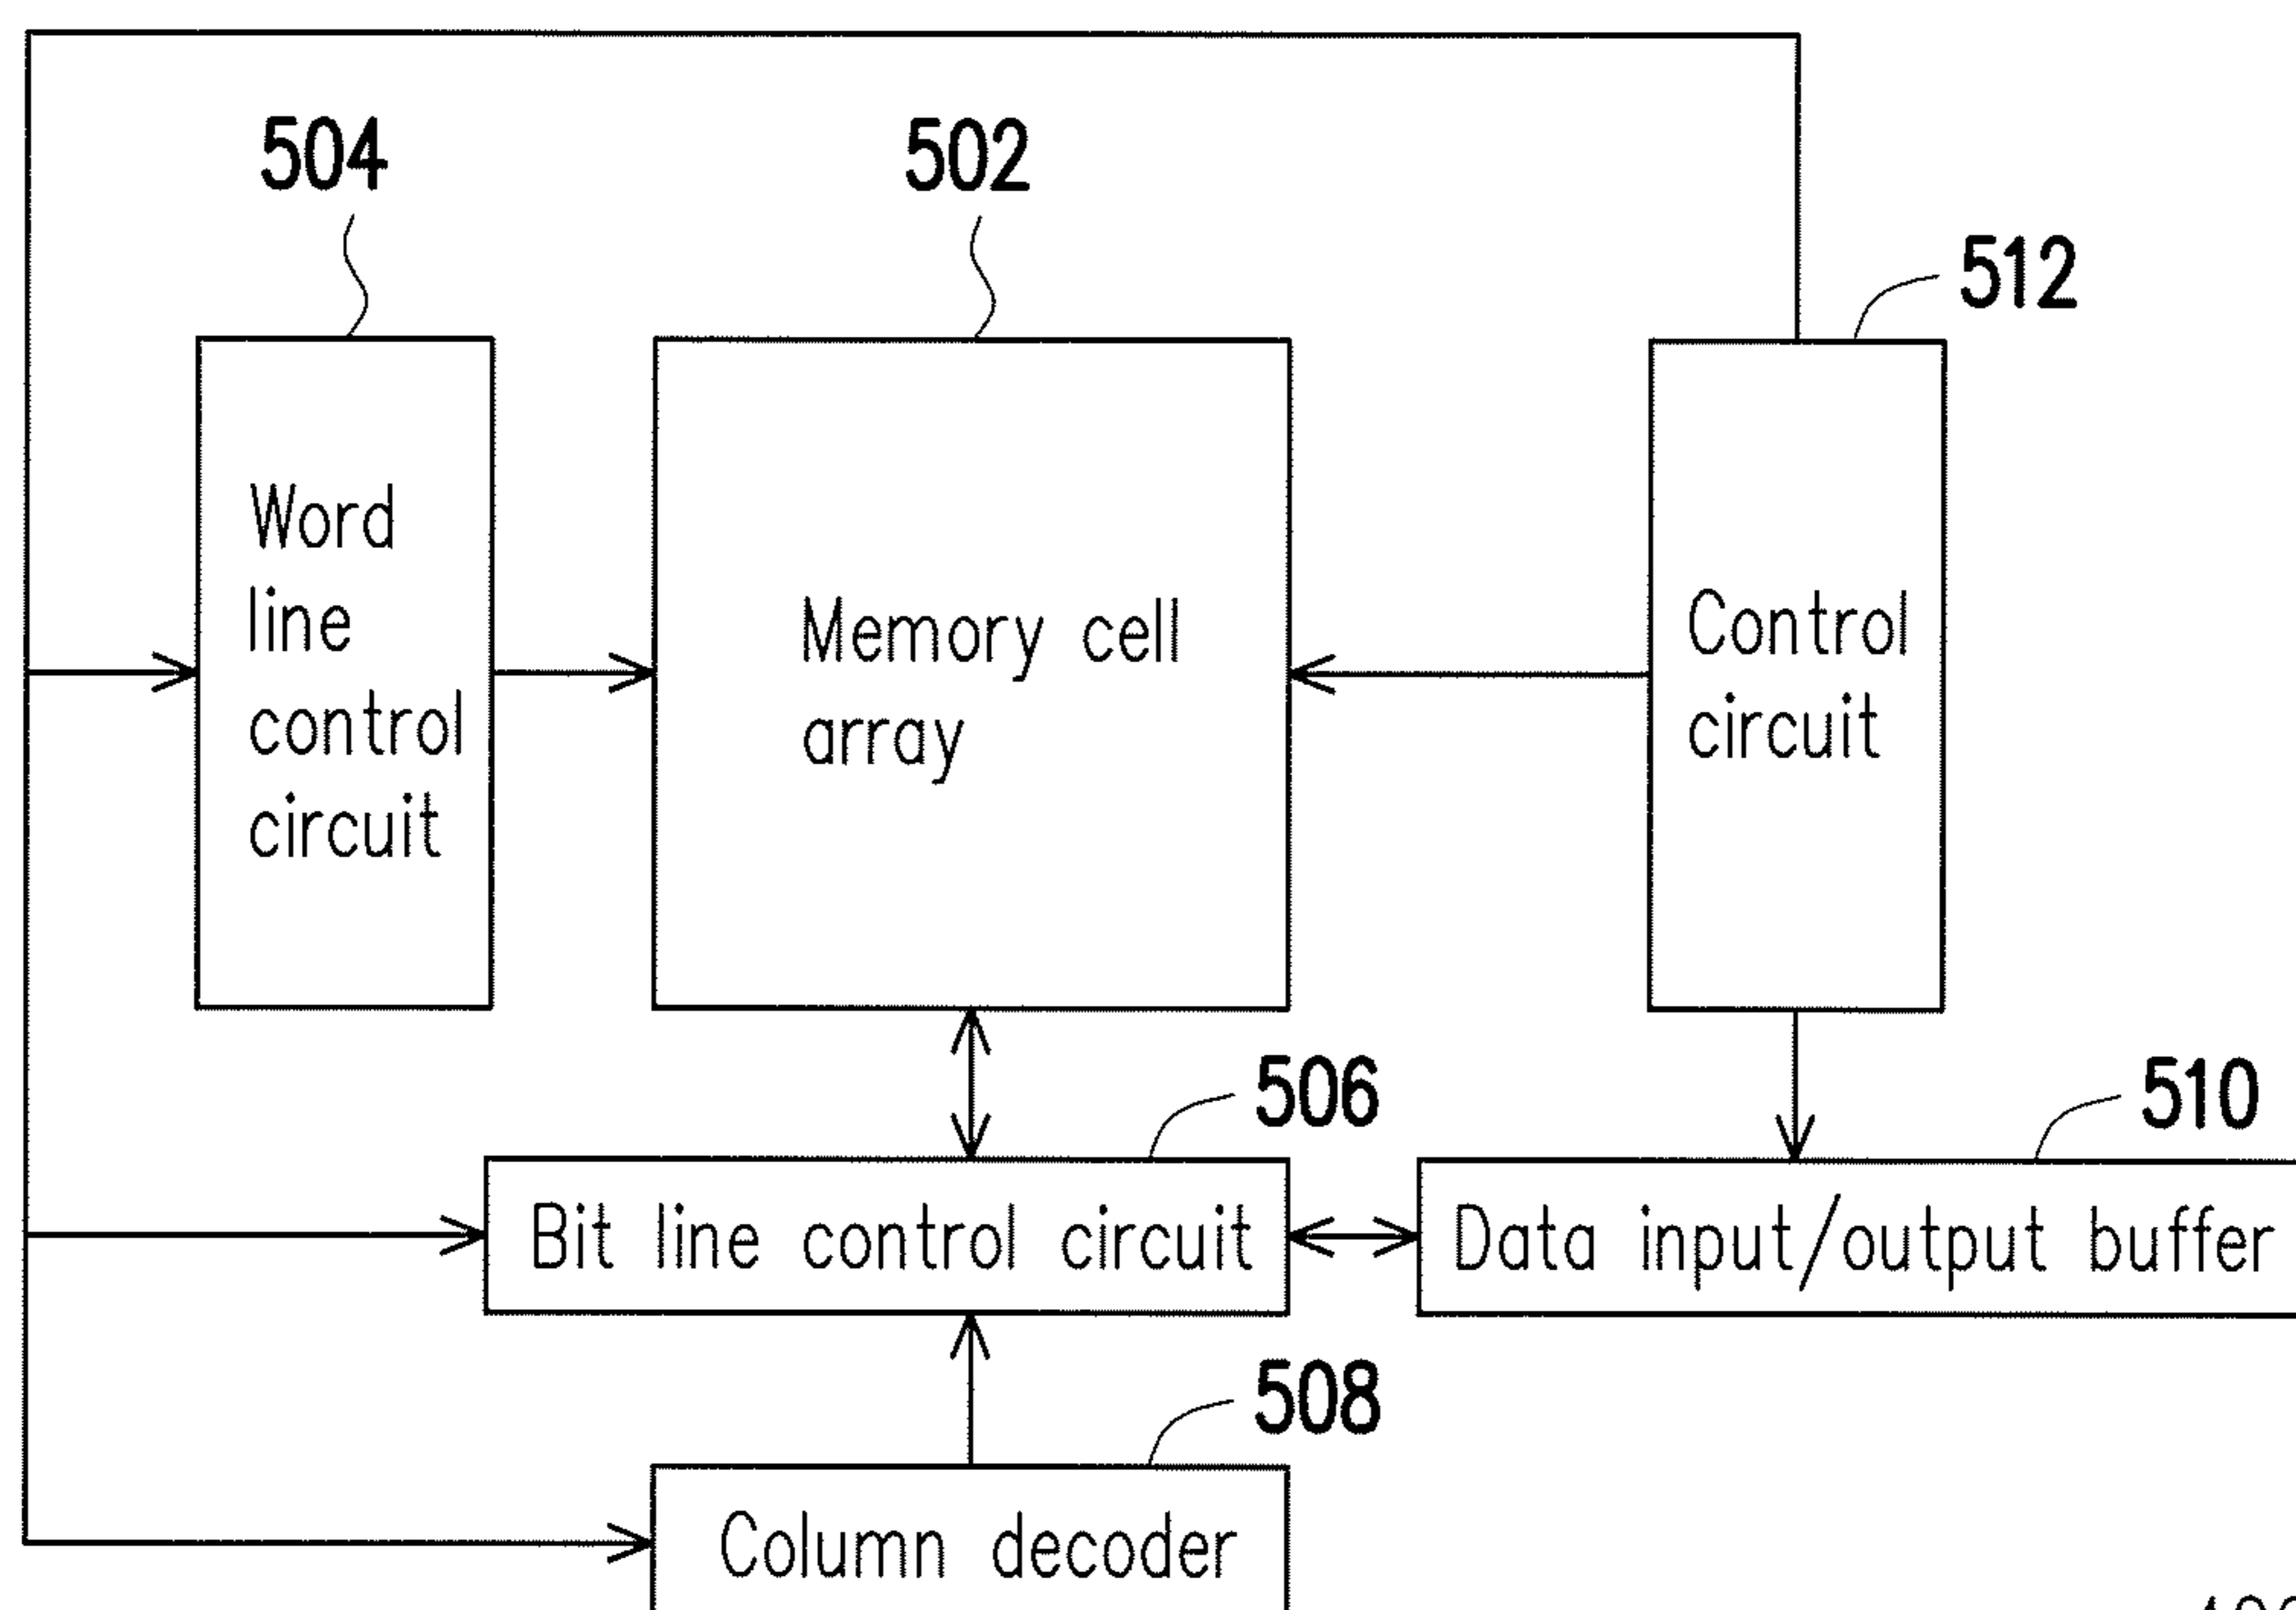 504
502
512
Word
line
control
circuit
Memory cell
array
Control
circuit
506
510
Bit line control circuit
Data input/output buffer
508
Column decoder